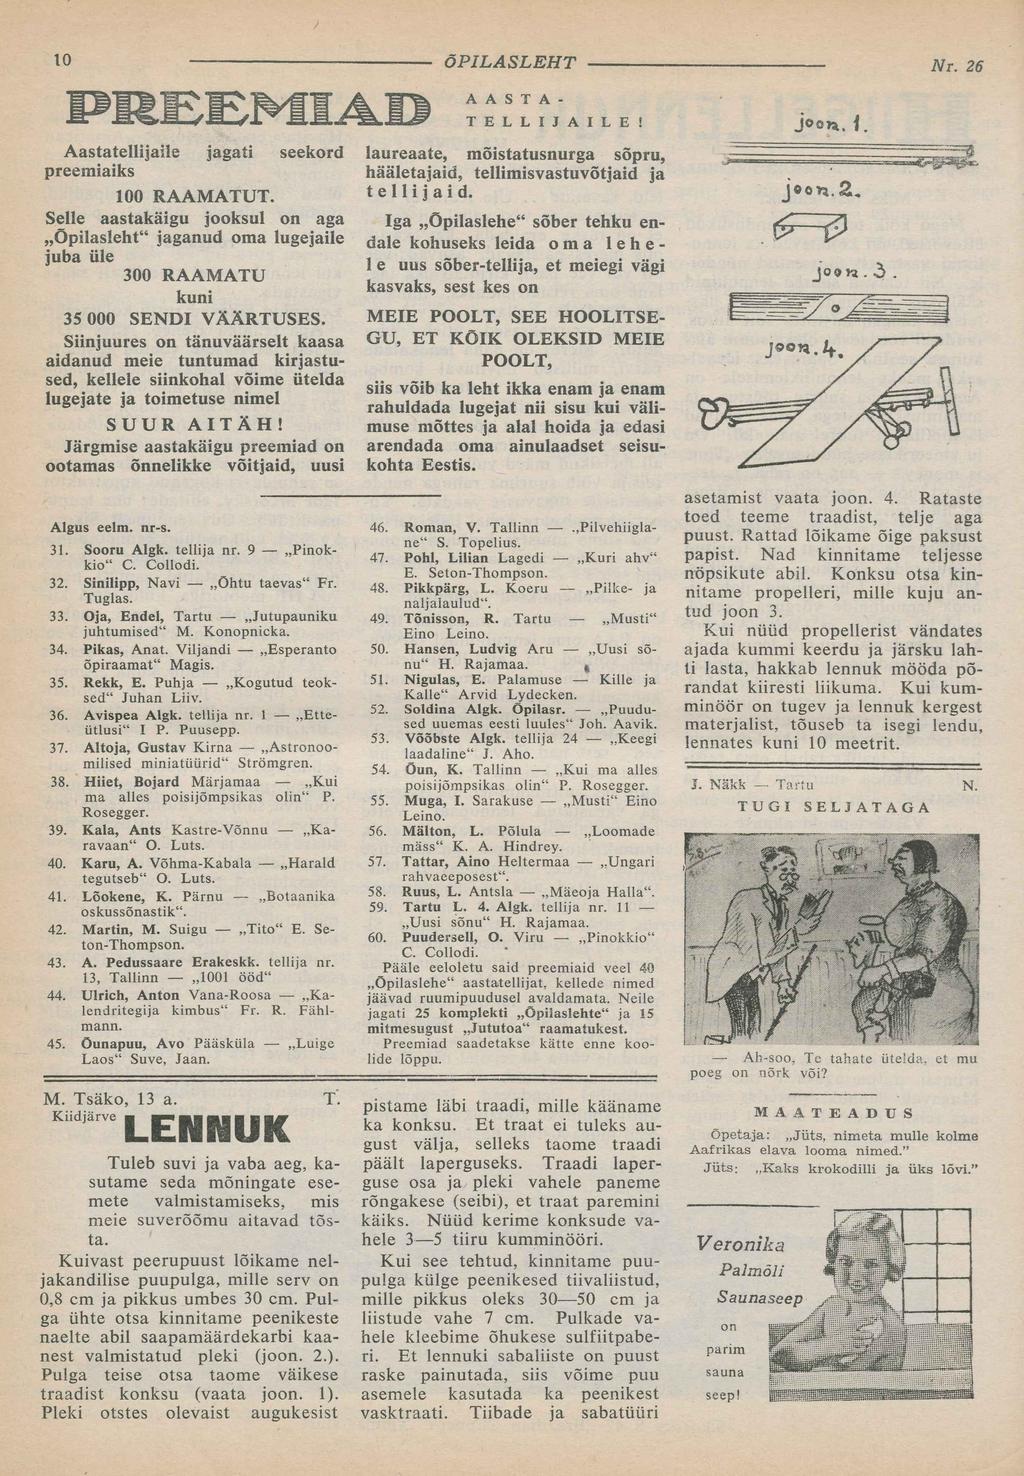 10 ÕPILASLEHT Nr. 26
PREEMIAD
AASTA-
TELLIJAILE!
Aastatellijaile jagati seekord
preemiaiks
100 RAAMATUT.
Selle aastakäigu jooksul on aga
„Õpilasleht“ jaganud oma lugejaile
juba üle
300 RAAMATU
kuni
35 000 SENDI VÄÄRTUSES.
Siinjuures on tänuväärselt kaasa
aidanud meie tuntumad kirjastu-
sed, kellele siinkohal võime ütelda
lugejate ja toimetuse nimel
SUUR AITÄH!
Järgmise aastakäigu preemiad on
ootamas õnnelikke võitjaid, uusi
laureaate, mõistatusnurga sõpru,
hääletajaid, tellimisvastuvõtjaid ja
tellijaid.
Iga „Õpilaslehe“ sõber tehku en-
dale kohuseks leida oma lehe-
le uus sõber-tellija, et meiegi vägi
kasvaks, sest kes on
MEIE POOLT, SEE HOOLITSE-
GU, ET KÕIK OLEKSID MEIE
POOLT,
siis võib ka leht ikka enam ja enam
rahuldada lugejat nii sisu kui väli-
muse mõttes ja alal hoida ja edasi
arendada oma ainulaadset seisu-
kohta Eestis.
Algus eelm. nr-s.
31. Sooru Algk. tellija nr. 9 — „Pinok-
kio“ C. Collodi.
32. Sinilipp, Navi — „Õhtu taevas“ Fr.
Tuglas.
33. Oja, Endel, Tartu — „Jutupauniku
juhtumised“ M. Konopnicka.
34. Pikas, Anat. Viljandi — „Esperanto
õpiraamat“ Magis.
35. Rekk, E. Puhja — „Kogutud teok-
sed“ Juhan Liiv.
36. Avispea Algk. tellija nr. 1 — „Ette-
ütlusi“ I P. Puusepp.
37. Altoja, Gustav Kirna — „Astronoo-
milised miniatüürid“ Strömgren.
38. Hiiet, Bojard Märjamaa — „Kui
ma alles poisijõmpsikas olin“ P.
Rosegger.
39. Kala, Ants Kastre-Võnnu — „Ka-
ravaan“ O. Luts.
40. Karu, A. Võhma-Kabala — „Harald
tegutseb“ O. Luts.
41. Lõokene, K. Pärnu — „Botaanika
oskussõnastik“.
42. Martin, M. Suigu — „Tito“ E. Se-
ton-Thompson.
43. A. Pedussaare Erakeskk. tellija nr.
13, Tallinn — „1001 ööd“
44. Ulrich, Anton Vana-Roosa — „Ka-
lendritegija kimbus“ Fr. R. Fähl-
mann.
45. Õunapuu, Avo Pääsküla — „Luige
Laos“ Suve, Jaan.
46. Roman, V. Tallinn — „Pilvehiigla-
ne“ S. Topelius.
47. Pohl, Lilian Lagedi — „Kuri ahv“
E. Seton-Thompson.
48. Pikkpärg, L. Koeru — „Pilke- ja
naljalaulud“.
49. Tõnisson, R. Tartu — „Musti“
Eino Leino.
50. Hansen, Ludvig Aru — „Uusi sõ-
nu“ H. Rajamaa.
51. Nigulas, E. Palamuse — Kille ja
Kalle“ Arvid Lydecken.
52. Soldina Algk. Õpilasr. — „Puudu-
sed uuemas eesti luules“ Joh. Aavik.
53. Võõbste Algk. tellija 24 — „Keegi
laadaline“ J. Aho.
54. Õun, K. Tallinn — „Kui ma alles
poisijõmpsikas olin“ P. Rosegger.
55. Muga, I. Sarakuse — „Musti“ Eino
Leino.
56. Mälton, L. Põlula — „Loomade
mäss“ K. A. Hindrey.
57. Tattar, Aino Heltermaa — „Ungari
rahvaeeposest“.
58. Ruus, L. Antsla — „Mäeoja Halla“.
59. Tartu L. 4. Algk. tellija nr. 11 —
„Uusi sõnu“ H. Rajamaa.
60. Puudersell, O. Viru — „Pinokkio“
C. Collodi.
Pääle eeloletu said preemiaid veel 40
„Õpilaslehe“ aastatellijat, kellede nimed
jäävad ruumipuudusel avaldamata. Neile
jagati 25 komplekti „Õpilaslehte“ ja 15
mitmesugust „Jututoa“ raamatukest.
Preemiad saadetakse kätte enne koo-
lide lõppu.
M. Tsäko, 13 a. T.
Kiidjärve
LENNUK
Tuleb suvi ja vaba aeg, ka-
sutame seda mõningate ese-
mete valmistamiseks, mis
meie suverõõmu aitavad tõs-
ta.
Kuivast peerupuust lõikame nel-
jakandilise puupulga, mille serv on
0,8 cm ja pikkus umbes 30 cm. Pul-
ga ühte otsa kinnitame peenikeste
naelte abil saapamäärdekarbi kaa-
nest valmistatud pleki (joon. 2.).
Pulga teise otsa taome väikese
traadist konksu (vaata joon. 1).
Pleki otstes olevaist augukesist
pistame läbi traadi, mille kääname
ka konksu. Et traat ei tuleks au-
gust välja, selleks taome traadi
päält laperguseks. Traadi laper-
guse osa ja pleki vahele paneme
rõngakese (seibi), et traat paremini
käiks. Nüüd kerime konksude va-
hele 3—5 tiiru kumminööri.
Kui see tehtud, kinnitame puu-
pulga külge peenikesed tiivaliistud,
mille pikkus oleks 30—50 cm ja
liistude vahe 7 cm. Pulkade va-
hele kleebime õhukese sulfiitpabe-
ri. Et lennuki sabaliiste on puust
raske painutada, siis võime puu
asemele kasutada ka peenikest
vasktraati. Tiibade ja sabatüüri
joon. 1.
joon. 2.
joon. 3.
joon. 4.
asetamist vaata joon. 4. Rataste
toed teeme traadist, telje aga
puust. Rattad lõikame õige paksust
papist. Nad kinnitame teljesse
nöpsikute abil. Konksu otsa kin-
nitame propelleri, mille kuju an-
tud joon 3.
Kui nüüd propellerist vändates
ajada kummi keerdu ja järsku lah-
ti lasta, hakkab lennuk mööda põ-
randat kiiresti liikuma. Kui kum-
minöör on tugev ja lennuk kergest
materjalist, tõuseb ta isegi lendu,
lennates kuni 10 meetrit.
J. Näkk — Tartu N.
TUGI SELJATAGA
— Ah-soo, Te tahate ütelda, et mu
poeg on nõrk või?
MAATEADUS
Õpetaja: „Jüts, nimeta mulle kolme
Aafrikas elava looma nimed.”
Jüts: „Kaks krokodilli ja üks lõvi.”
Veronika
Palmõli
Saunaseep
on
parim
sauna
seep!